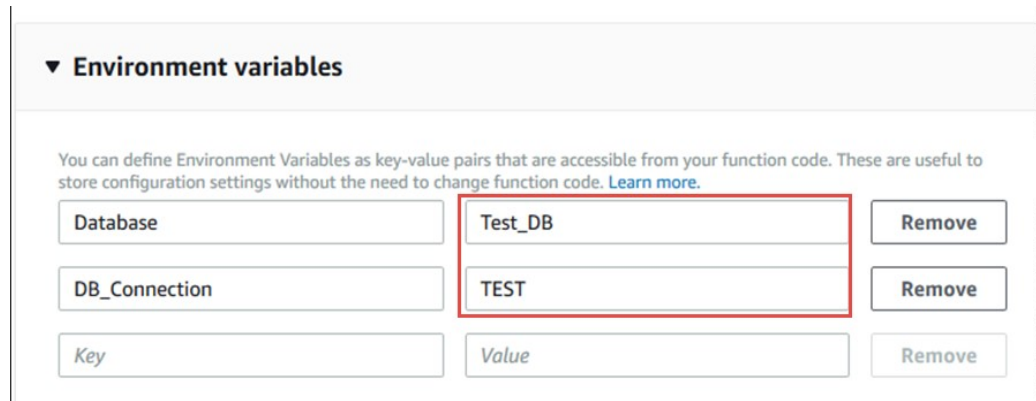 ▼ Environment variables
You can define Environment Variables as key-value pairs that are accessible from your function code. These are useful to
store configuration settings without the need to change function code. Learn more.
Database Test_DB Remove
DB_Connection TEST Remove
Key Value Remove